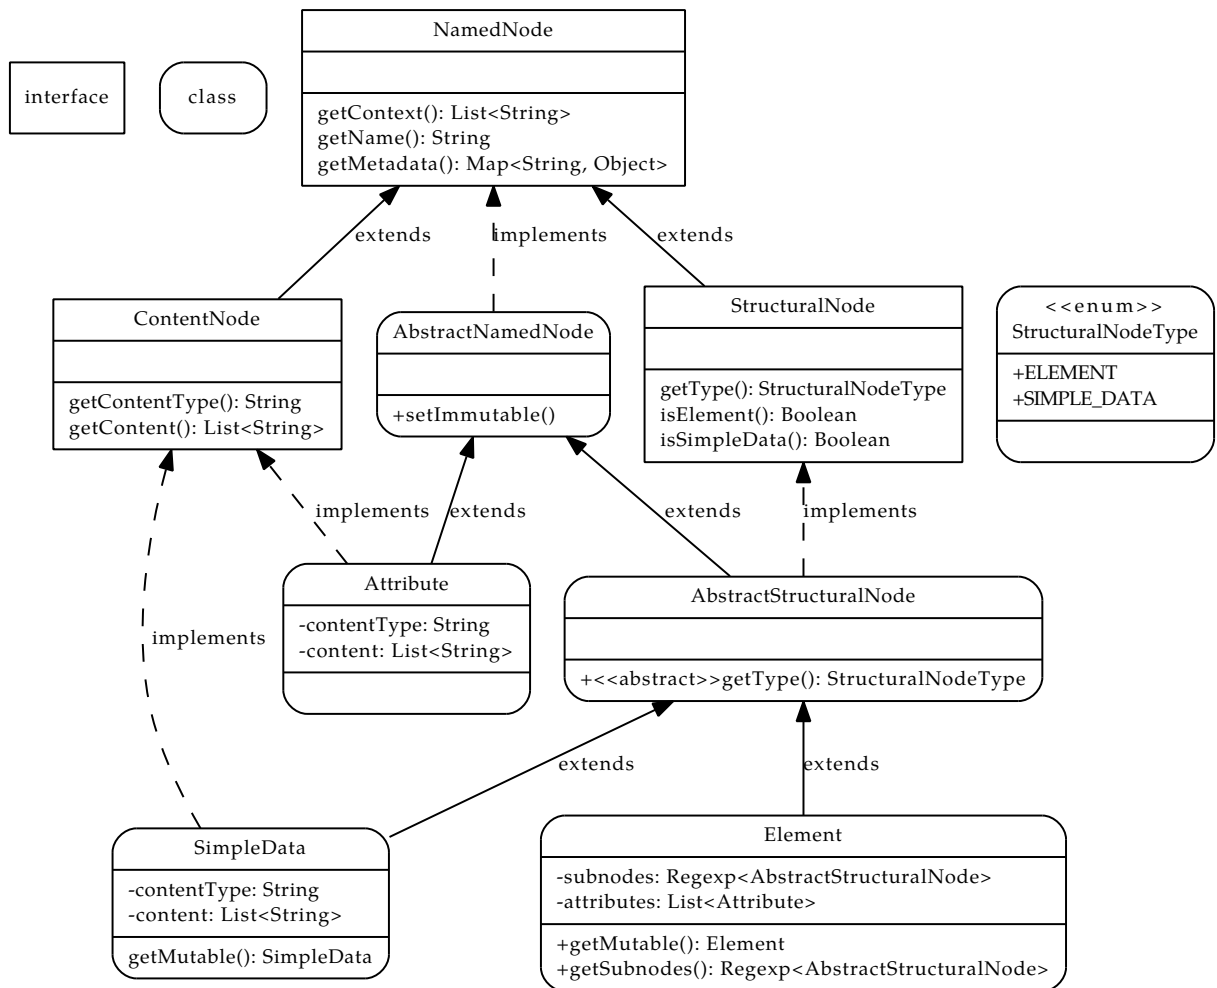 NamedNode
interface
class
getContext(): List<String>
getName(): String
getMetadata(): Map<String, Object>
extends
implements
extends
ContentNode
getContentType(): String
getContent(): List<String>
AbstractNamedNode
+setImmutable()
StructuralNode
getType(): StructuralNodeType
isElement(): Boolean
isSimpleData(): Boolean
<<enum>>
StructuralNodeType
+ELEMENT
+SIMPLE_DATA
implements
extends
extends
implements
Attribute
-contentType: String
-content: List<String>
AbstractStructuralNode
+<<abstract>>getType(): StructuralNodeType
implements
extends
extends
SimpleData
-contentType: String
-content: List<String>
getMutable(): SimpleData
Element
-subnodes: Regexp<AbstractStructuralNode>
-attributes: List<Attribute>
+getMutable(): Element
+getSubnodes(): Regexp<AbstractStructuralNode>